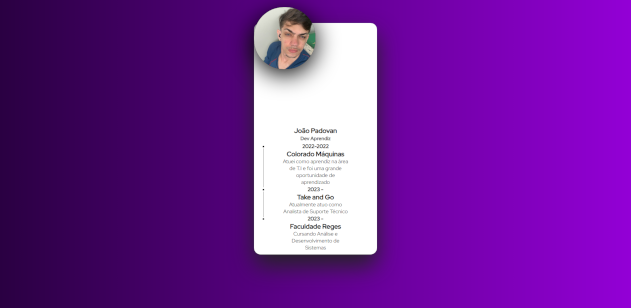 João Padovan
Dev Aprendiz
2022-2022
Colorado Máquinas
Atuei como aprendiz na área
de T.I e foi uma grande
oportunidade de
aprendizado
2023 -
Take and Go
Atualmente atuo como
Analista de Suporte Técnico
2023 -
Faculdade Reges
Cursando Análise e
Desenvolvimento de
Sistemas